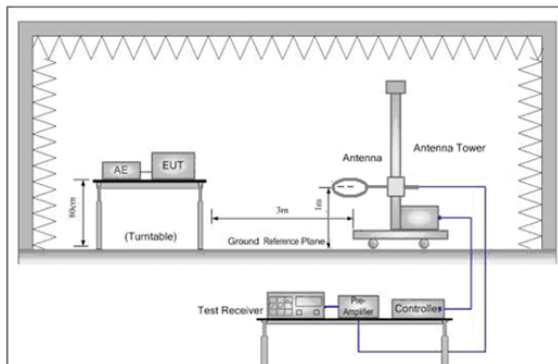 AE
EUT
Antenna
Antenna Tower
80cm
(Turntable)
3m
1m
Ground Reference Plane
Test Receiver
Pre-
Amplifier
Controller